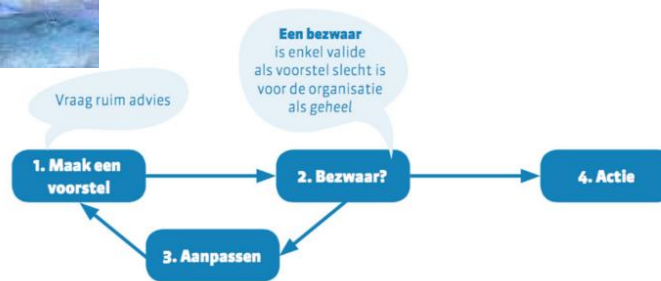 Een bezwaar
is enkel valide
als voorstel slecht is
voor de organisatie
als geheel
Vraag ruim advies
1. Maak een
voorstel
2. Bezwaar?
4. Actie
3. Aanpassen